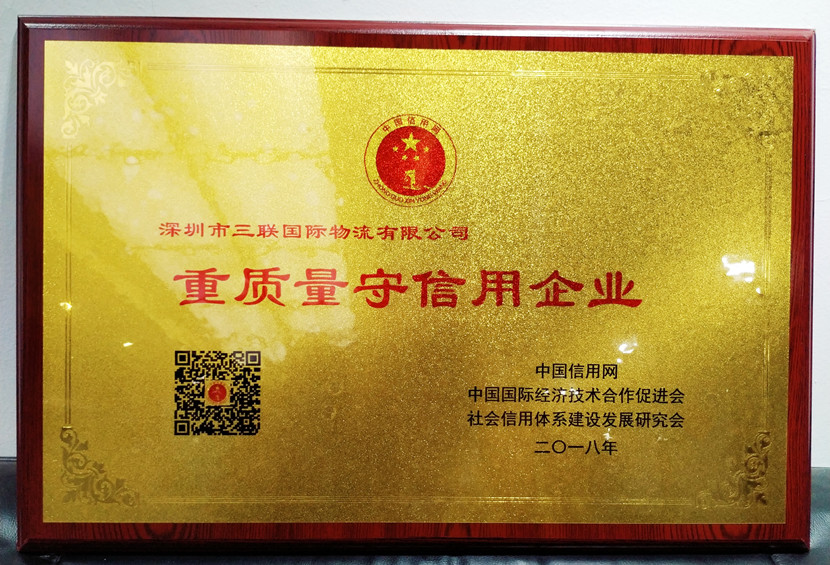 中国信用网
ZHONG GUO XIN YONG WANG
深圳市三联国际物流有限公司
重质量守信用企业
中国信用网
中国国际经济技术合作促进会
社会信用体系建设发展研究会
二〇一八年